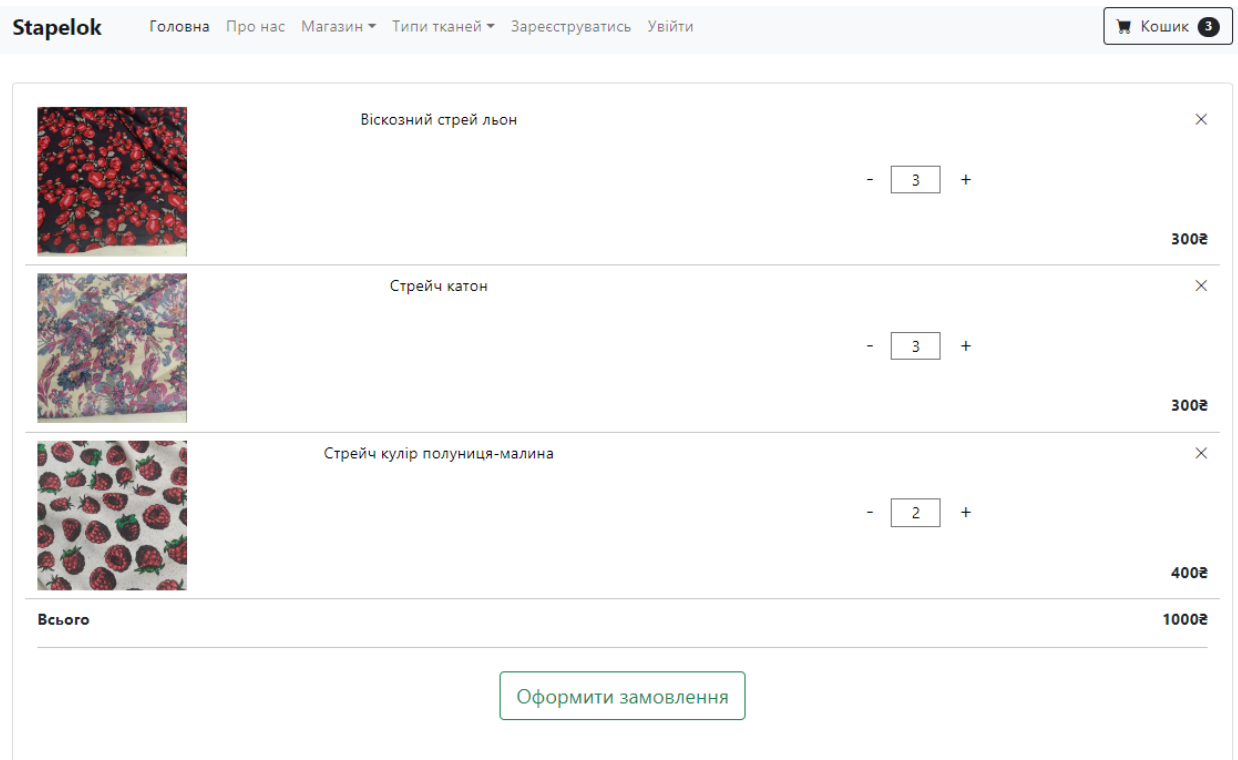 Stapelok Головна Про нас Магазин Типи тканей Зареєструватись Увійти Кошик 3
Віскозний стрей льон
- 3 +
300₴
Стрейч катон
- 3 +
300₴
Стрейч кулір полуниця-малина
- 2 +
400₴
Всього 1000₴
Оформити замовлення